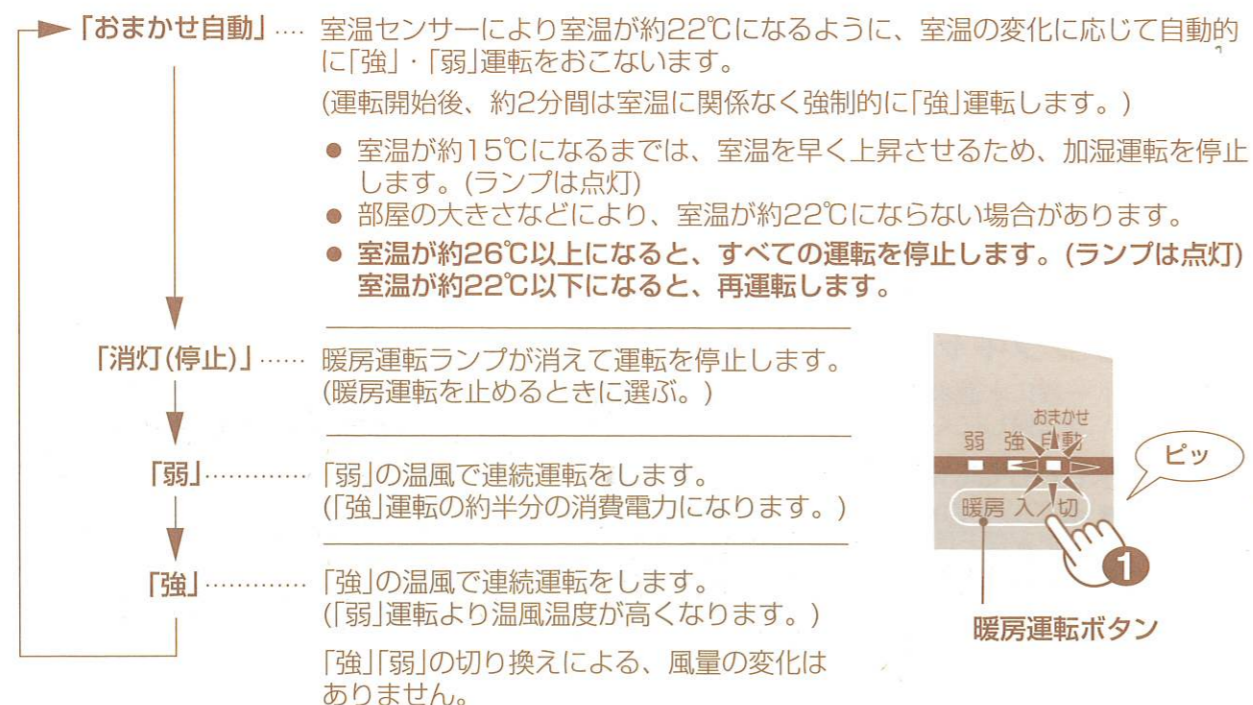 「おまかせ自動」‥‥ 室温センサーにより室温が約22℃になるように、室温の変化に応じて自動的
に「強」・「弱」運転をおこないます。
(運転開始後、約2分間は室温に関係なく強制的に「強」運転します。)
● 室温が約15℃になるまでは、室温を早く上昇させるため、加湿運転を停止
します。(ランプは点灯)
● 部屋の大きさなどにより、室温が約22℃にならない場合があります。
● 室温が約26℃以上になると、すべての運転を停止します。(ランプは点灯)
室温が約22℃以下になると、再運転します。
「消灯(停止)」‥‥‥ 暖房運転ランプが消えて運転を停止します。
(暖房運転を止めるときに選ぶ。)
「弱」‥‥‥‥‥‥ 「弱」の温風で連続運転をします。
(「強」運転の約半分の消費電力になります。)
「強」‥‥‥‥‥‥ 「強」の温風で連続運転をします。
(「弱」運転より温風温度が高くなります。)
「強」「弱」の切り換えによる、風量の変化は
ありません。
おまかせ
弱 強 自動
ピッ
暖房 入／切
1
暖房運転ボタン